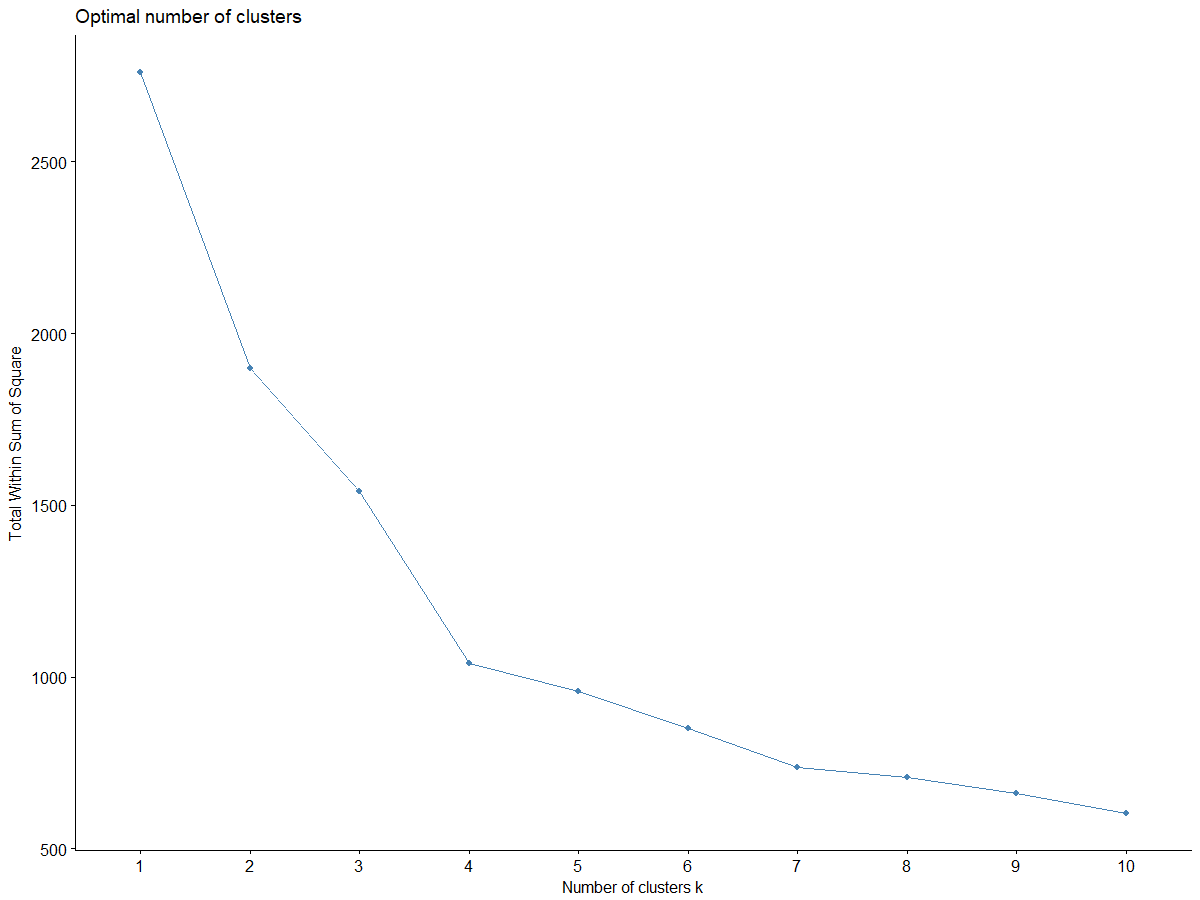 Optimal number of clusters
2500
2000
1500
1000
500
Total Within Sum of Square
1 2 3 4 5 6 7 8 9 10
Number of clusters k